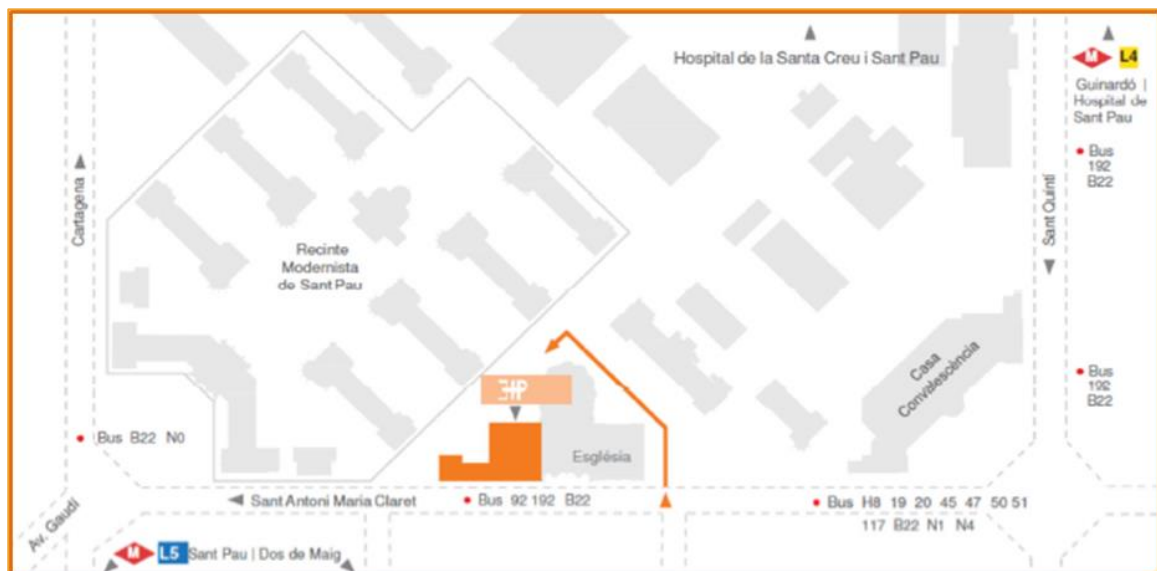 Hospital de la Santa Creu i Sant Pau
M L4
Guinardó |
Hospital de
Sant Pau
Bus
192
B22
Cartagena
Sant Quintí
Recinte
Modernista
de Sant Pau
Casa
Convalescència
Bus
192
B22
Bus B22 N0
Església
Sant Antoni Maria Claret
Bus 92 192 B22
Bus H8 19 20 45 47 50 51
117 B22 N1 N4
Av. Gaudí
M L5 Sant Pau | Dos de Maig